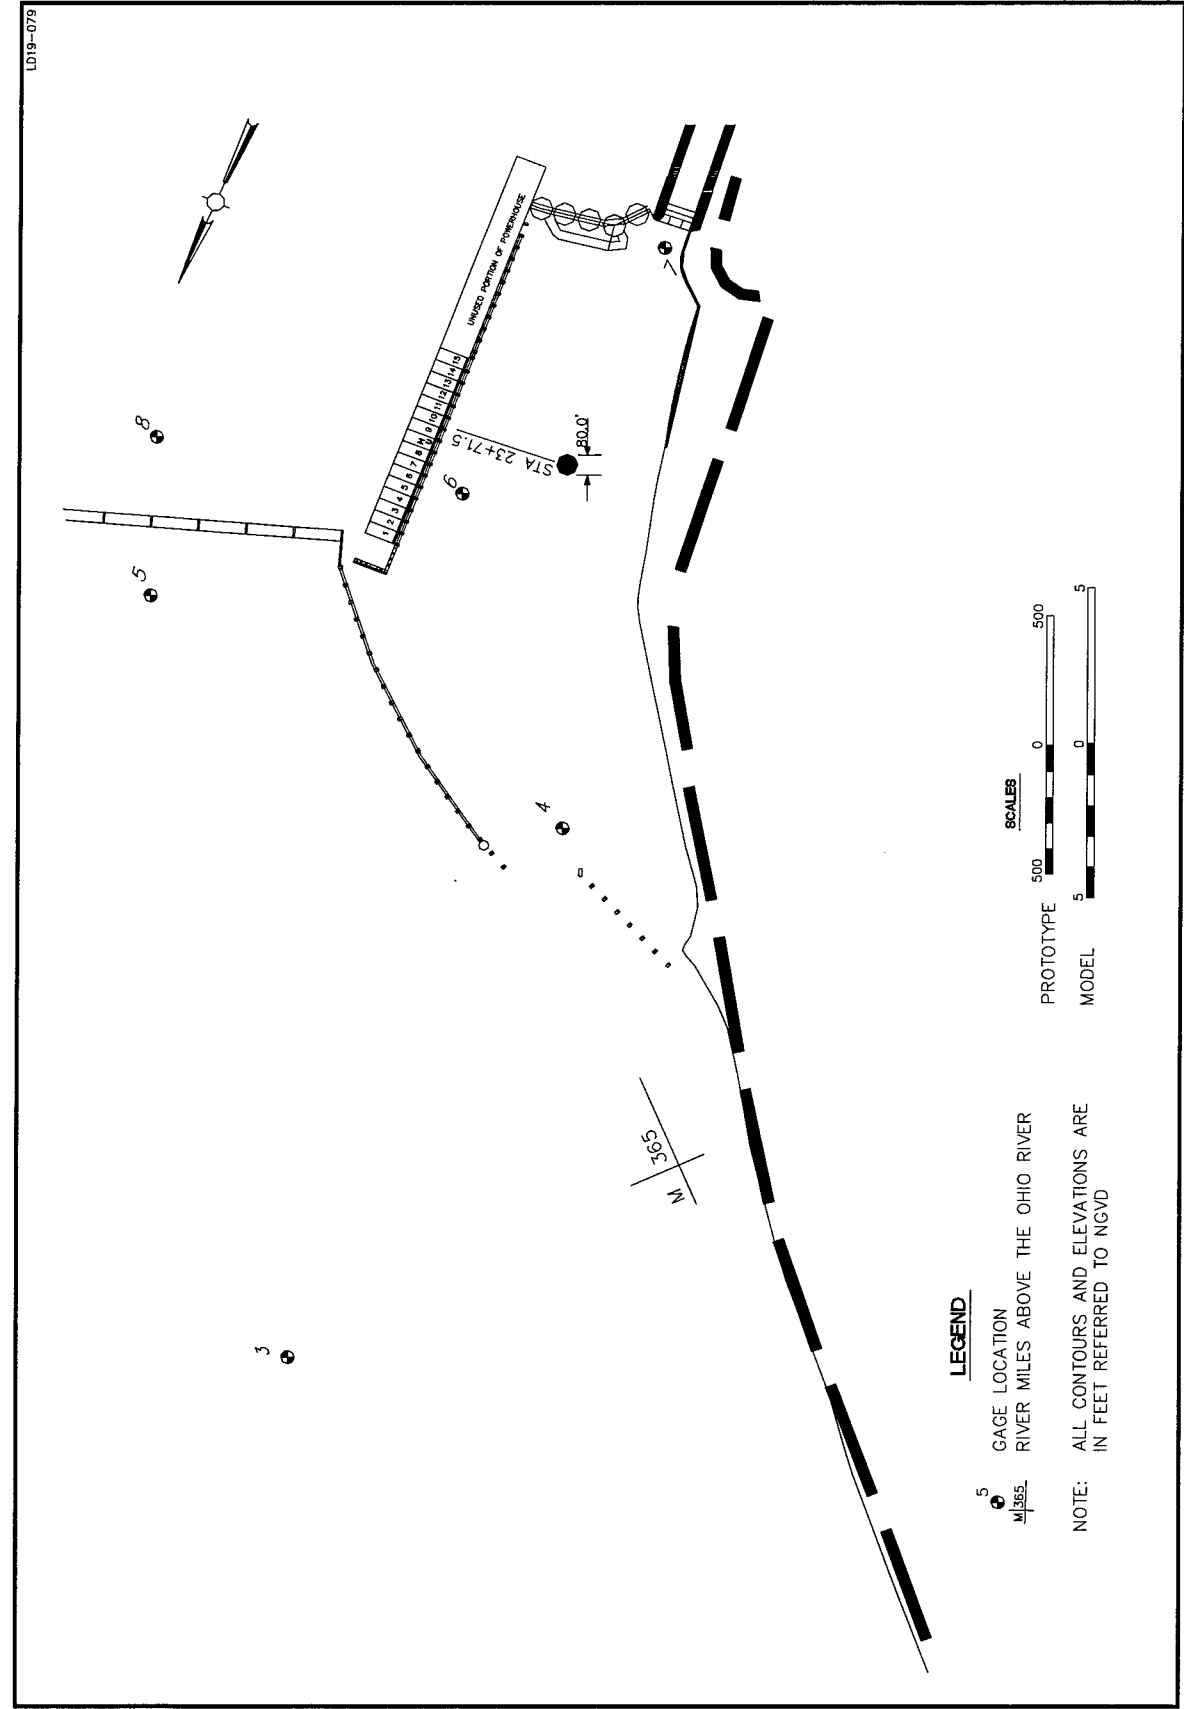 LD19-079
8
5
UNUSED PORTION OF POWERHOUSE
1 2 3 4 5 6 7 8 9 10 11 12 13 14 15
6
STA 23+71.5
80.0'
7
4
3
M 365
LEGEND
5 GAGE LOCATION
M 365 RIVER MILES ABOVE THE OHIO RIVER
NOTE: ALL CONTOURS AND ELEVATIONS ARE
IN FEET REFERRED TO NGVD
SCALES
PROTOTYPE 500 0 500
MODEL 5 0 5